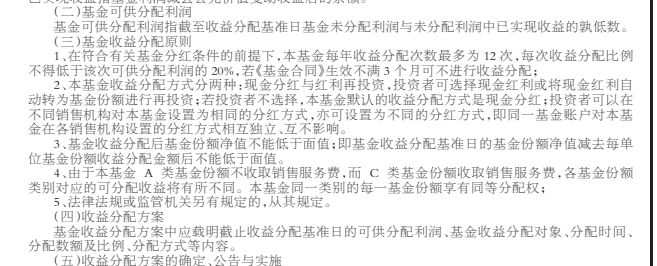 (二)基金可供分配利润
基金可供分配利润指截至收益分配基准日基金未分配利润与未分配利润中已实现收益的孰低数。
(三)基金收益分配原则
1、在符合有关基金分红条件的前提下,本基金每年收益分配次数最多为 12 次,每次收益分配比例
不得低于该次可供分配利润的 20%,若《基金合同》生效不满 3 个月可不进行收益分配;
2、本基金收益分配方式分两种:现金分红与红利再投资,投资者可选择现金红利或将现金红利自
动转为基金份额进行再投资;若投资者不选择,本基金默认的收益分配方式是现金分红;投资者可以在
不同销售机构对本基金设置为相同的分红方式,亦可设置为不同的分红方式,即同一基金账户对本基
金在各销售机构设置的分红方式相互独立、互不影响。
3、基金收益分配后基金份额净值不能低于面值;即基金收益分配基准日的基金份额净值减去每单
位基金份额收益分配金额后不能低于面值。
4、由于本基金 A 类基金份额不收取销售服务费,而 C 类基金份额收取销售服务费,各基金份额
类别对应的可分配收益将有所不同。本基金同一类别的每一基金份额享有同等分配权;
5、法律法规或监管机关另有规定的,从其规定。
(四)收益分配方案
基金收益分配方案中应载明截止收益分配基准日的可供分配利润、基金收益分配对象、分配时间、
分配数额及比例、分配方式等内容。
(五)收益分配方案的确定、公告与实施